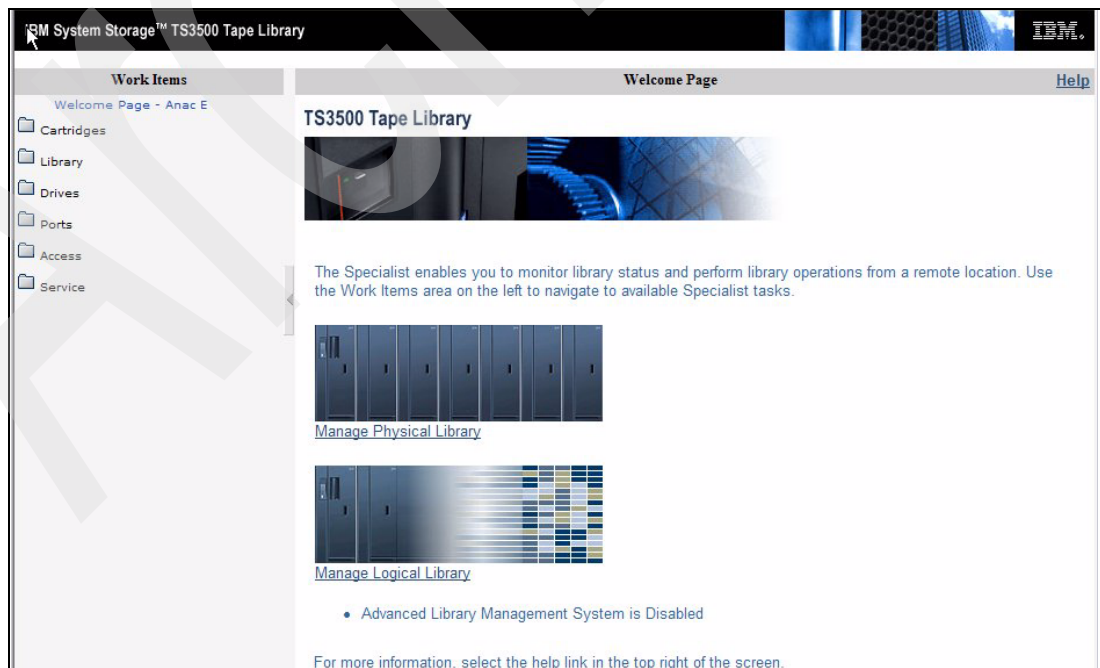 IBM System Storage™ TS3500 Tape Library
IBM.
Work Items
Welcome Page - Anac E
Cartridges
Library
Drives
Ports
Access
Service
Welcome Page
Help
TS3500 Tape Library
The Specialist enables you to monitor library status and perform library operations from a remote location. Use
the Work Items area on the left to navigate to available Specialist tasks.
Manage Physical Library
Manage Logical Library
• Advanced Library Management System is Disabled
For more information, select the help link in the top right of the screen.